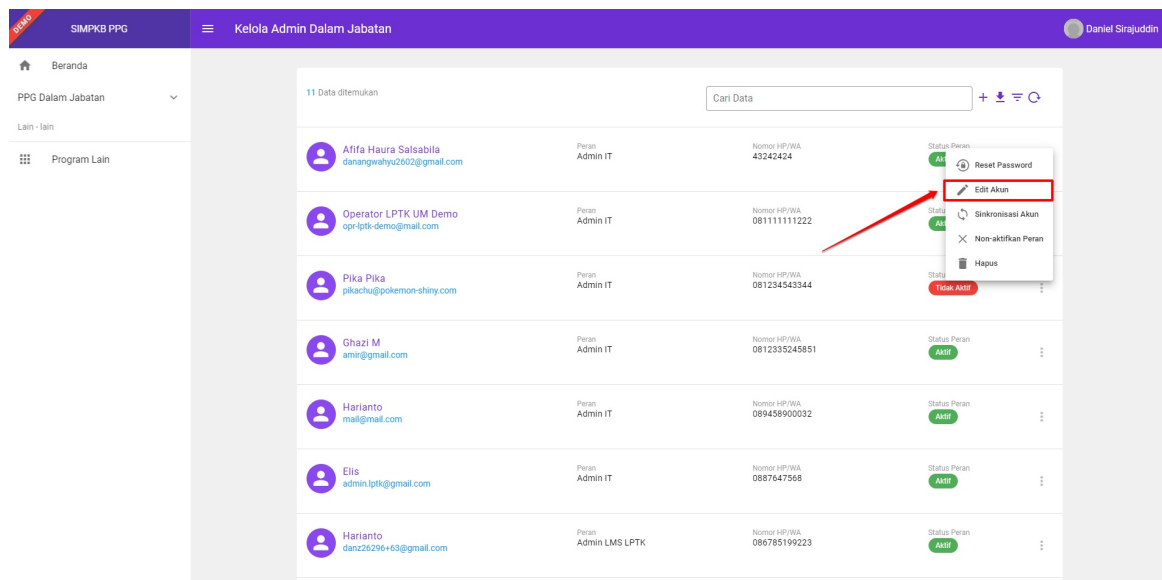 DEMO
SIMPKB PPG
Kelola Admin Dalam Jabatan
Daniel Sirajuddin
Beranda
PPG Dalam Jabatan
Lain - lain
Program Lain
11 Data ditemukan
Cari Data
Afifa Haura Salsabila
danangwahyu2602@gmail.com
Peran
Admin IT
Nomor HP/WA
43242424
Status Peran
Reset Password
Edit Akun
Sinkronisasi Akun
Non-aktifkan Peran
Hapus
Operator LPTK UM Demo
opr-lptk-demo@mail.com
Peran
Admin IT
Nomor HP/WA
081111111222
Pika Pika
pikachu@pokemon-shiny.com
Peran
Admin IT
Nomor HP/WA
081234543344
Tidak Aktif
Ghazi M
amir@gmail.com
Peran
Admin IT
Nomor HP/WA
0812335245851
Status Peran
Aktif
Harianto
mail@mail.com
Peran
Admin IT
Nomor HP/WA
089458900032
Status Peran
Aktif
Elis
admin.lptk@gmail.com
Peran
Admin IT
Nomor HP/WA
0887647568
Status Peran
Aktif
Harianto
danz26296+63@gmail.com
Peran
Admin LMS LPTK
Nomor HP/WA
086785199223
Status Peran
Aktif